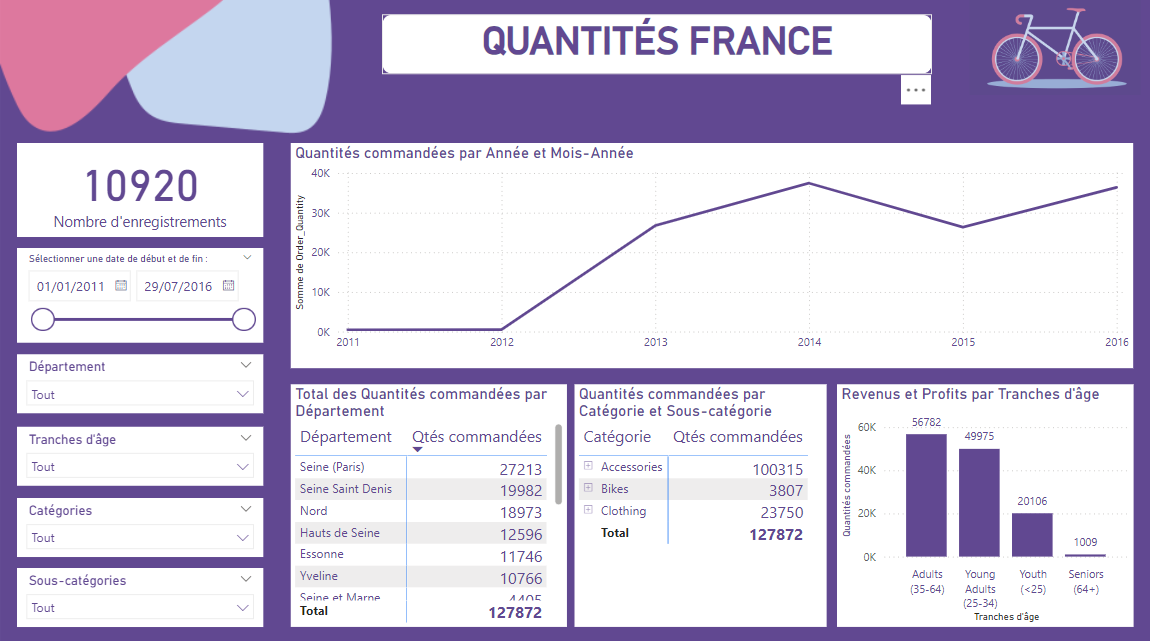 QUANTITÉS FRANCE
10920
Nombre d'enregistrements
Sélectionner une date de début et de fin :
01/01/2011
29/07/2016
Département
Tout
Tranches d'âge
Tout
Catégories
Tout
Sous-catégories
Tout
Quantités commandées par Année et Mois-Année
Somme de Order_Quantity
40K
30K
20K
10K
0K
2011 2012 2013 2014 2015 2016
Total des Quantités commandées par
Département
Département Qtés commandées
Seine (Paris) 27213
Seine Saint Denis 19982
Nord 18973
Hauts de Seine 12596
Essonne 11746
Yveline 10766
Seine et Marne 4405
Total 127872
Quantités commandées par
Catégorie et Sous-catégorie
Catégorie Qtés commandées
Accessories 100315
Bikes 3807
Clothing 23750
Total 127872
Revenus et Profits par Tranches d'âge
Quantités commandées
60K
40K
20K
0K
56782
49975
20106
1009
Adults
(35-64)
Young
Adults
(25-34)
Youth
(<25)
Seniors
(64+)
Tranches d'âge